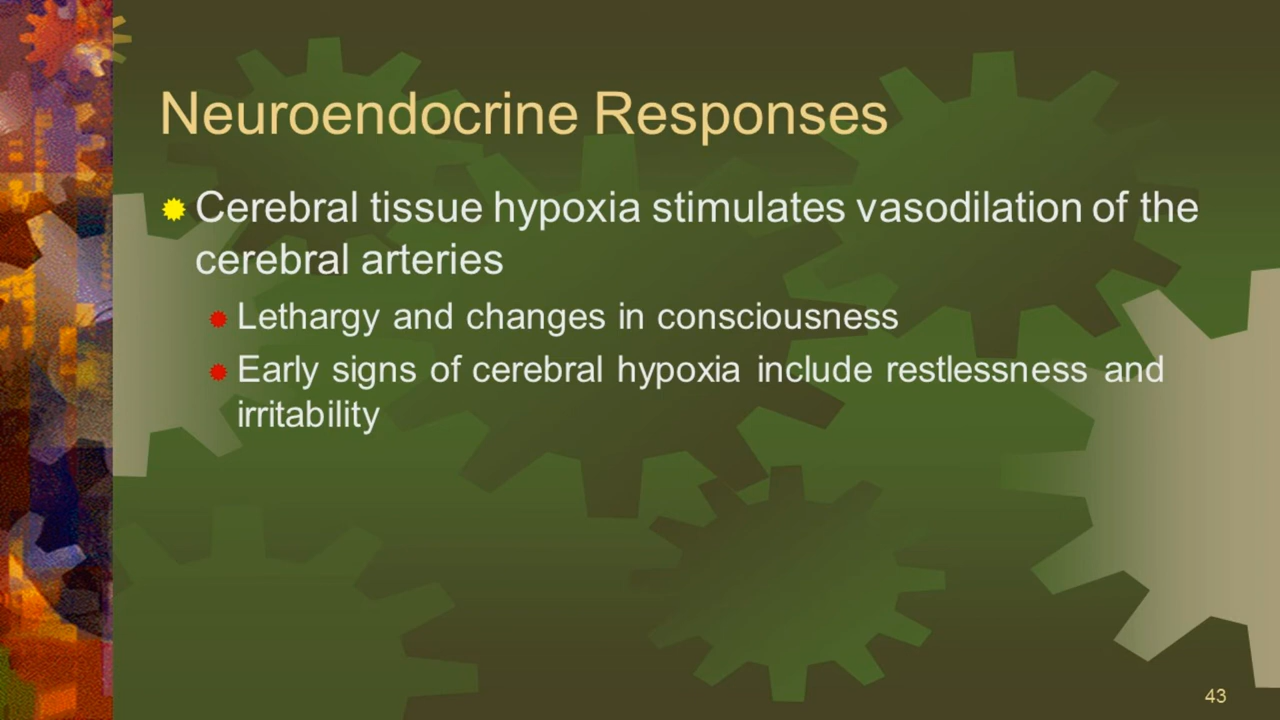 Neuroendocrine Responses
Cerebral tissue hypoxia stimulates vasodilation of the
cerebral arteries
Lethargy and changes in consciousness
Early signs of cerebral hypoxia include restlessness and
irritability
43